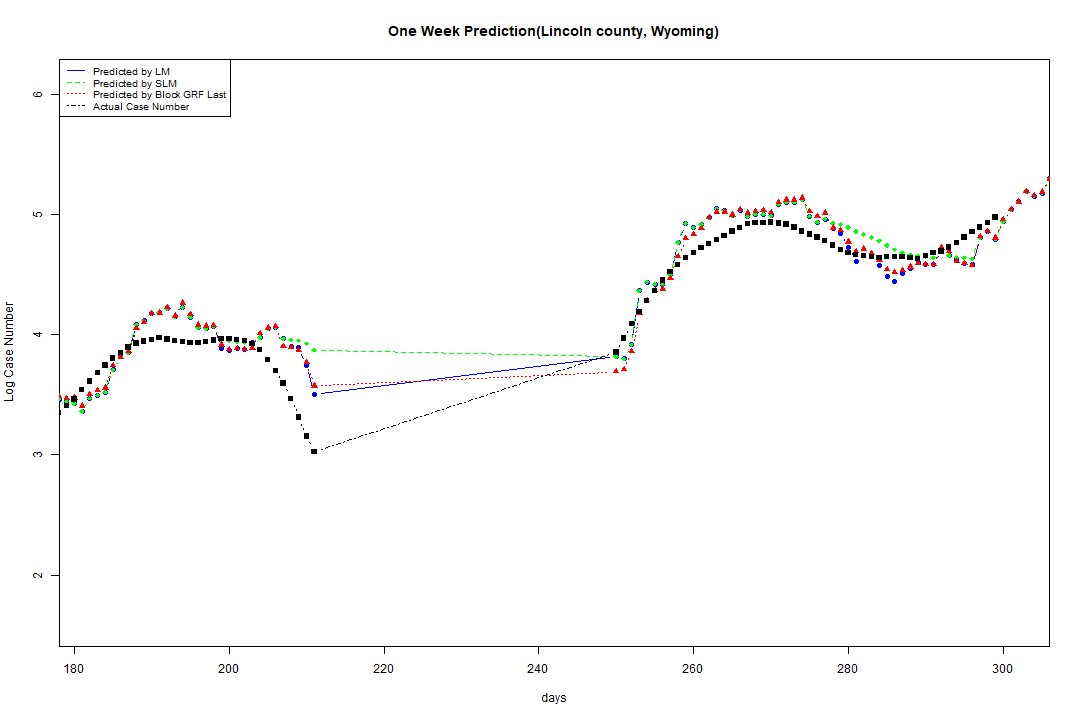 One Week Prediction(Lincoln county, Wyoming)
Predicted by LM
Predicted by SLM
Predicted by Block GRF Last
Actual Case Number
6
5
4
3
2
Log Case Number
180 200 220 240 260 280 300
days